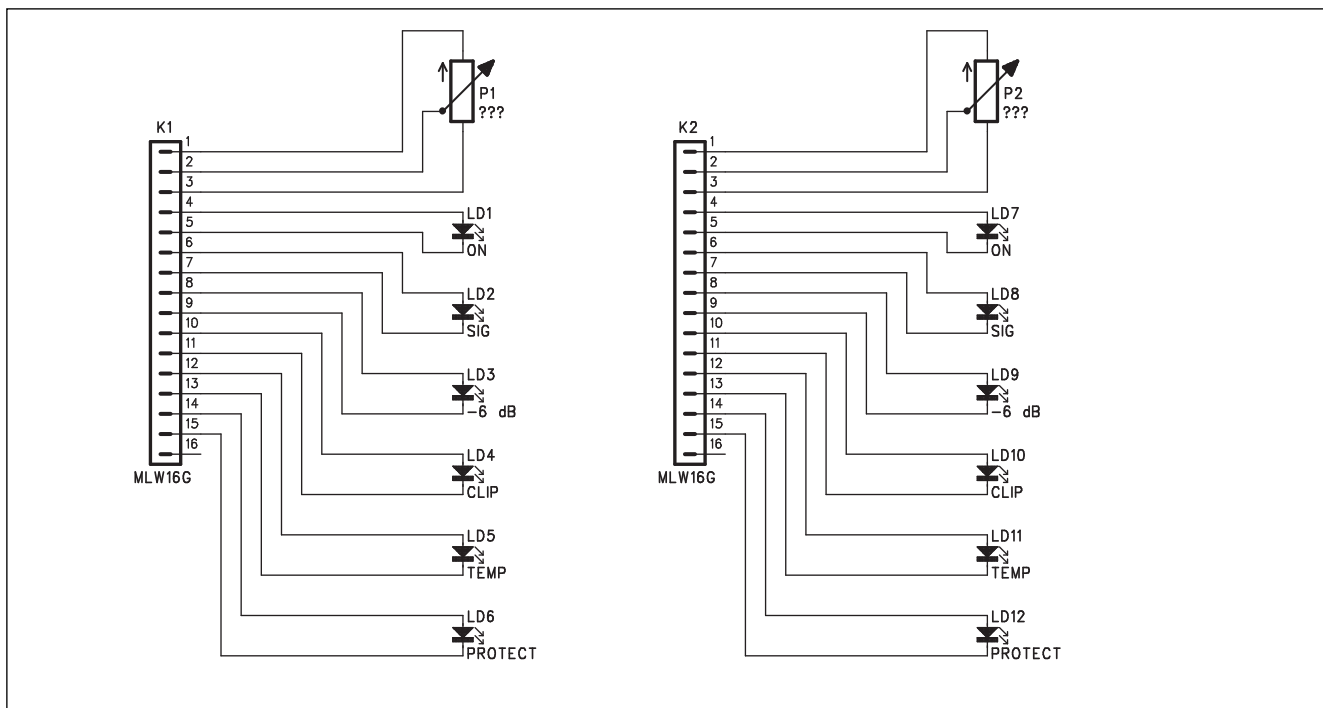 P1
???
K1
1
2
3
4
5
6
7
8
9
10
11
12
13
14
15
16
MLW16G
LD1
ON
LD2
SIG
LD3
-6 dB
LD4
CLIP
LD5
TEMP
LD6
PROTECT
P2
???
K2
1
2
3
4
5
6
7
8
9
10
11
12
13
14
15
16
MLW16G
LD7
ON
LD8
SIG
LD9
-6 dB
LD10
CLIP
LD11
TEMP
LD12
PROTECT